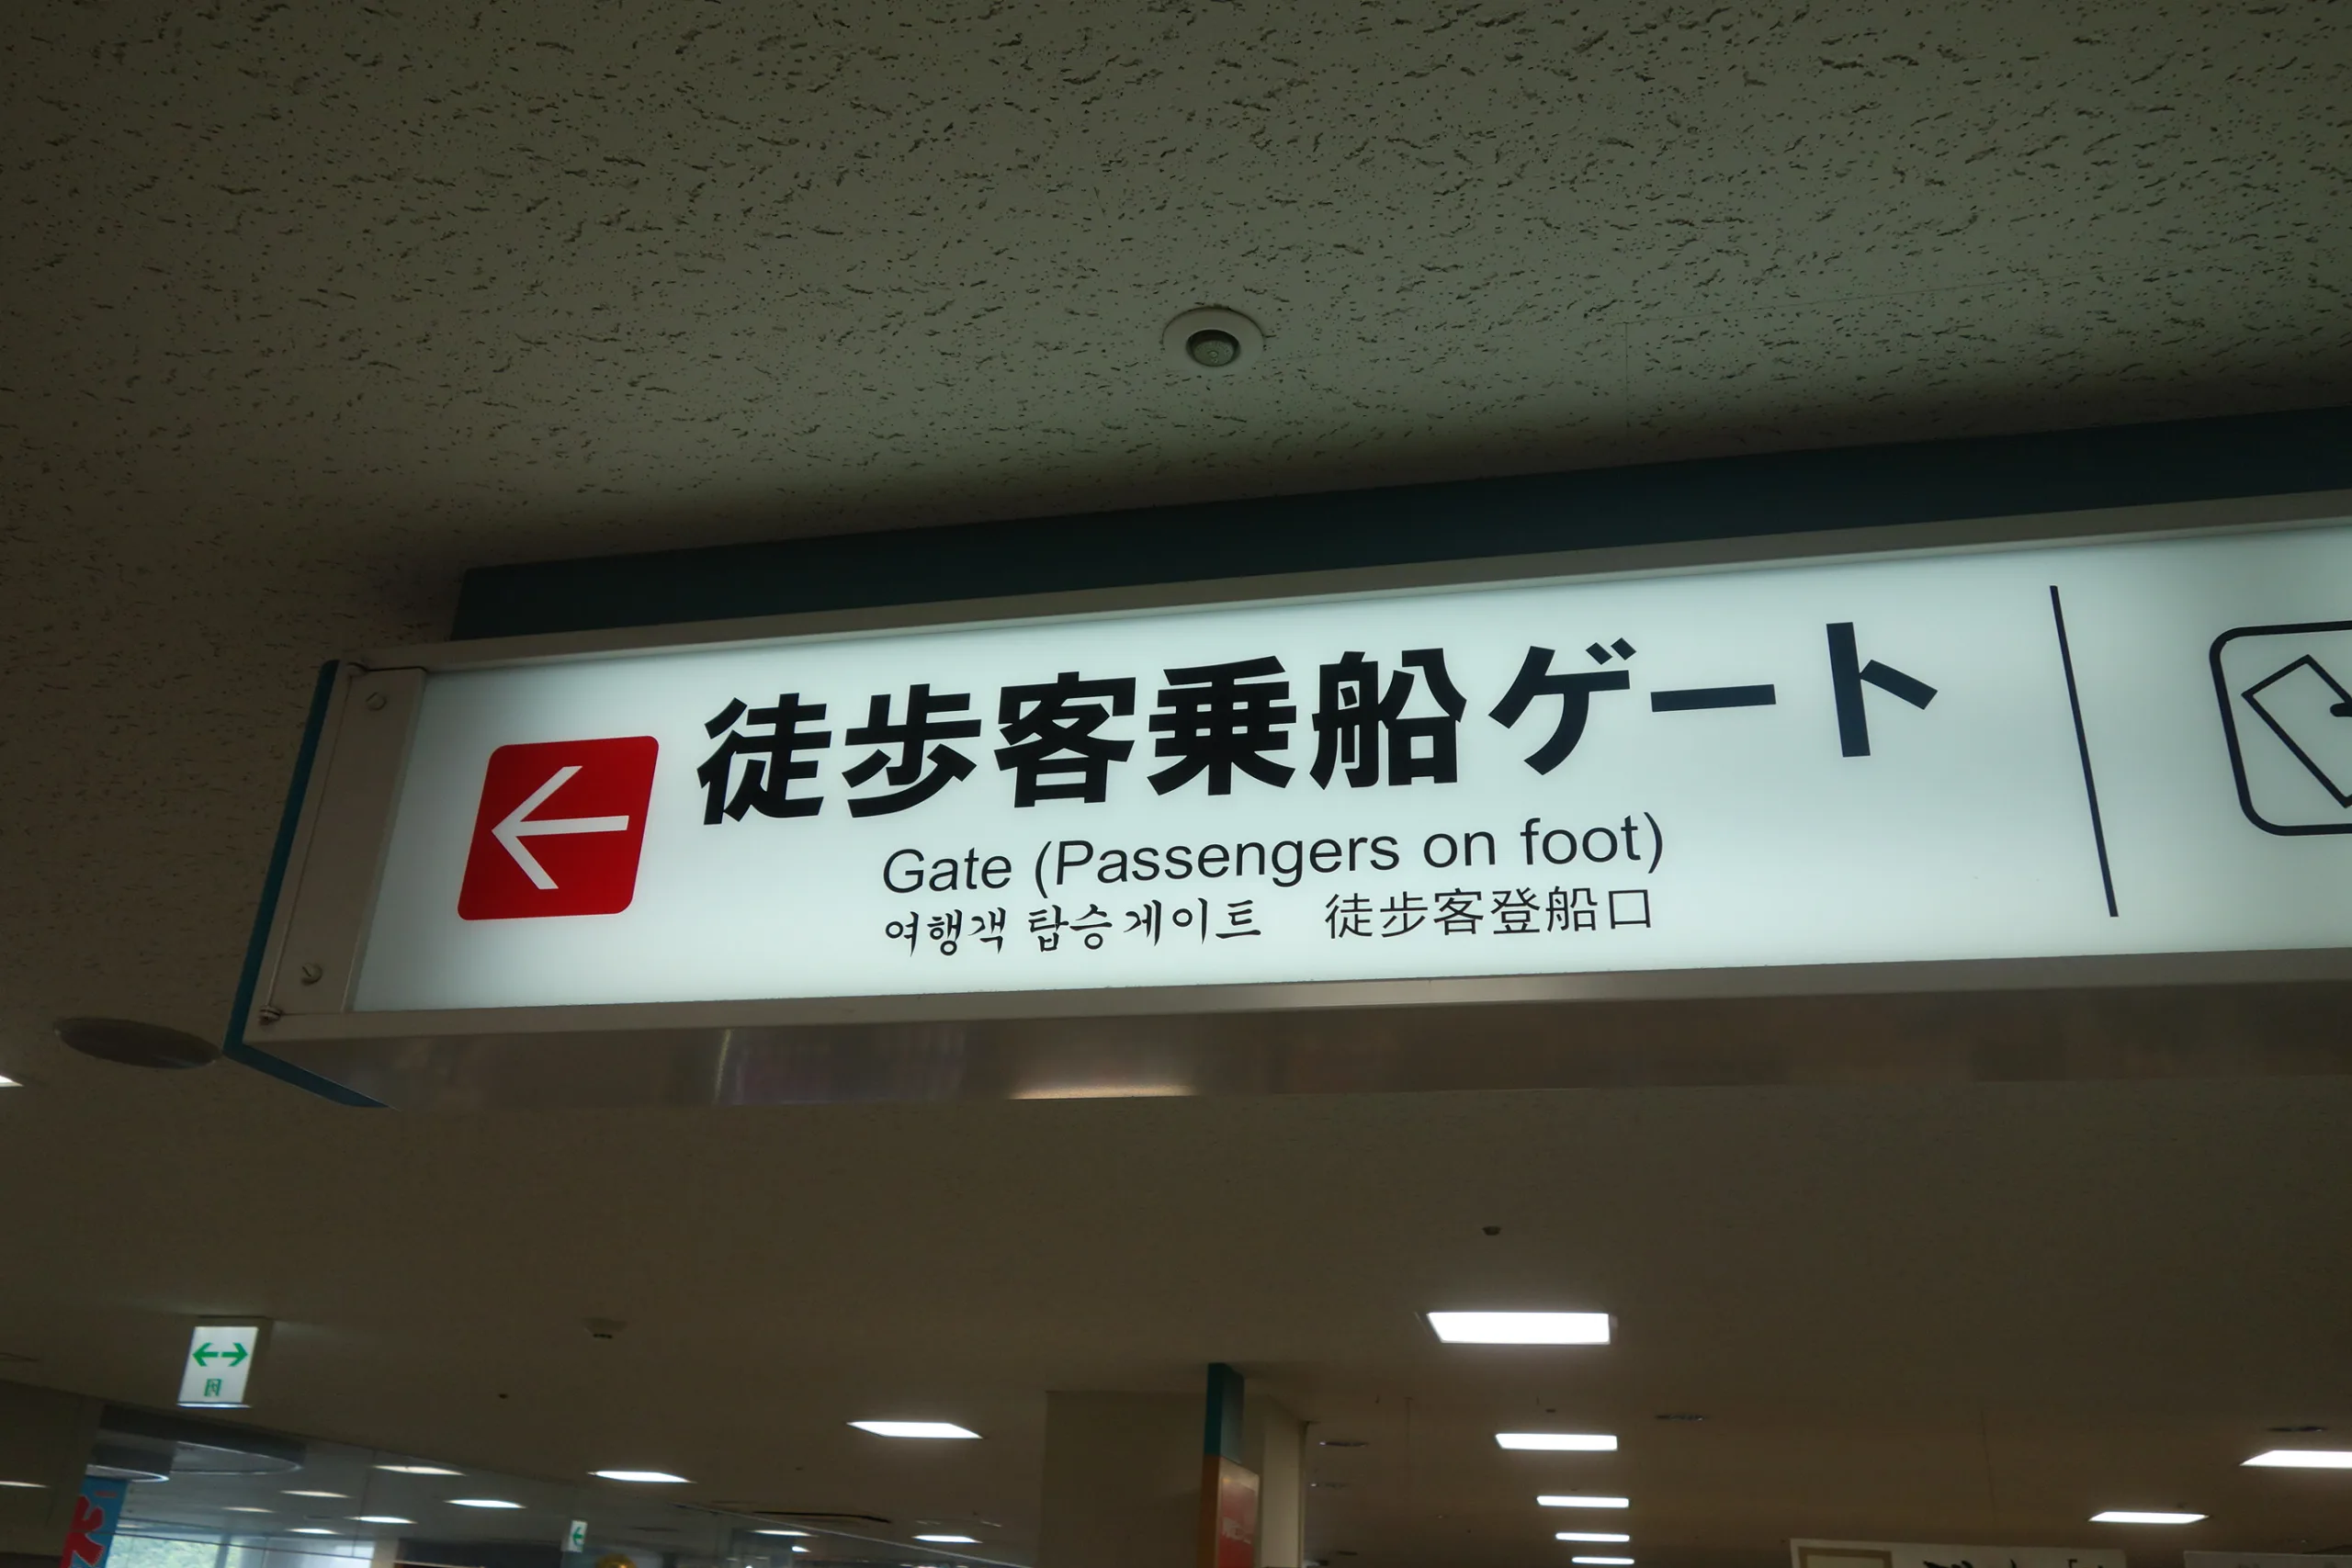 徒歩客乗船ゲート
Gate (Passengers on foot)
여행객 탑승게이트 徒步客登船口